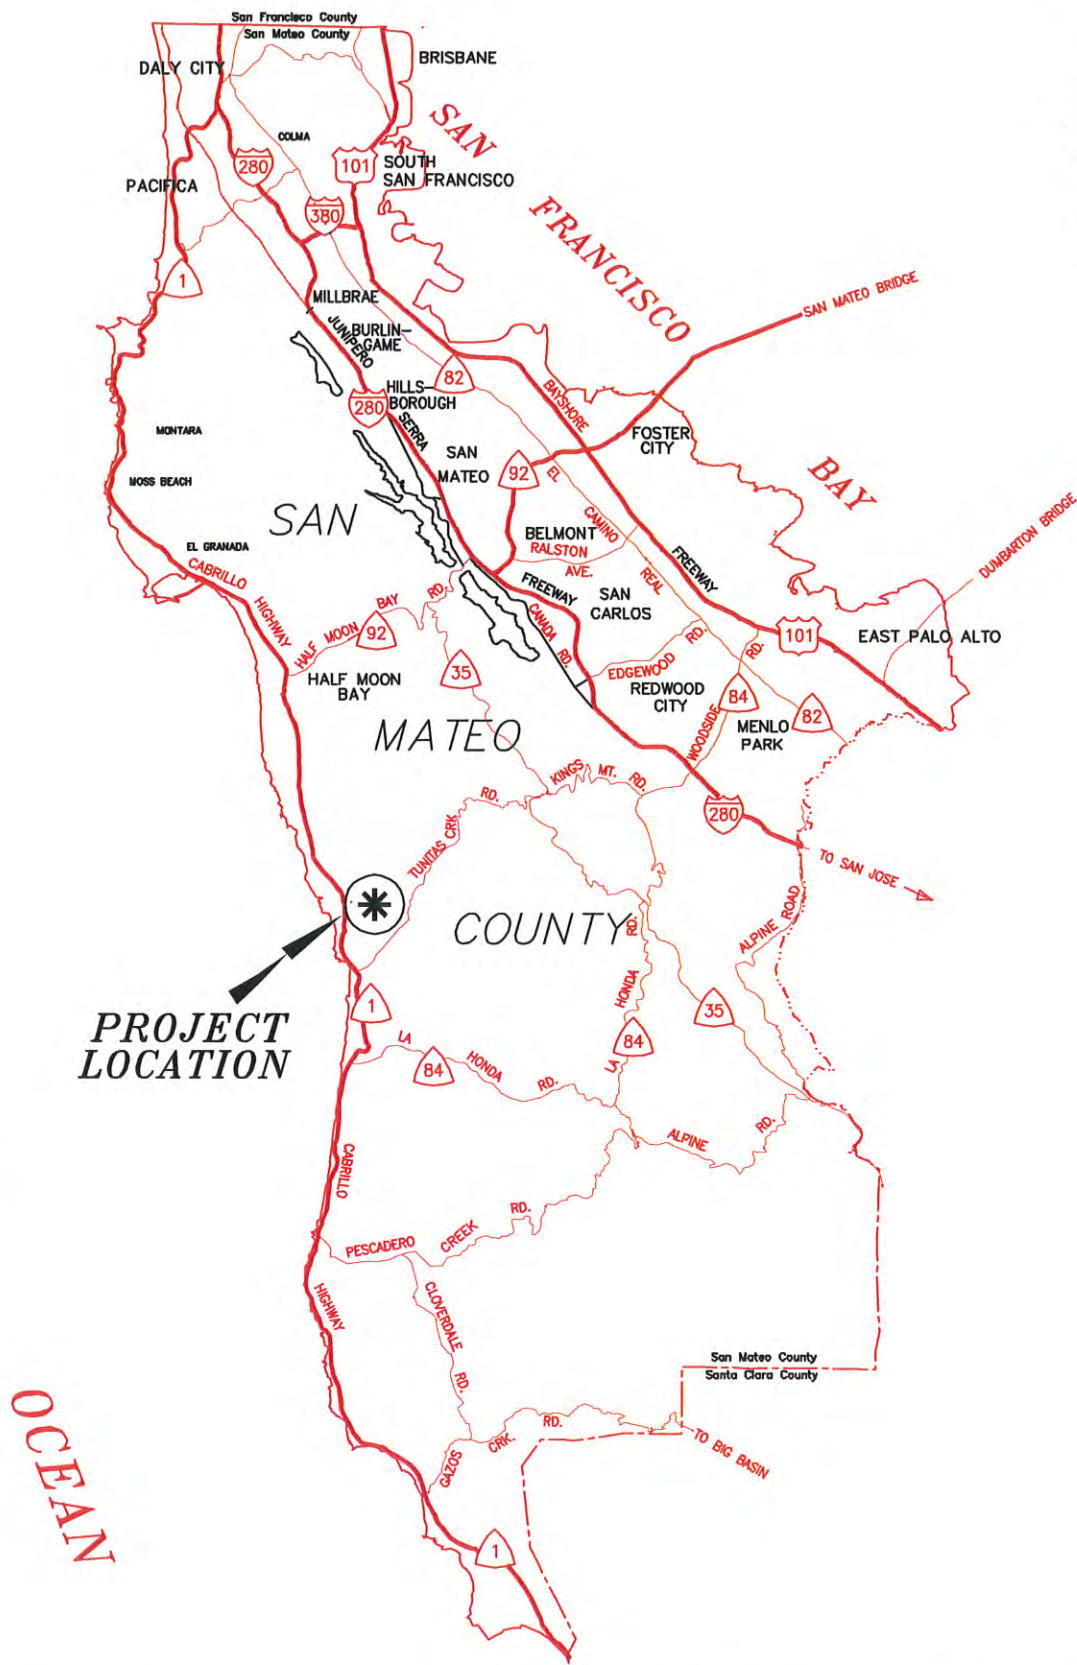 San Francisco County
San Mateo County
BRISBANE
DALY CITY
COLMA
SAN
FRANCISCO
BAY
280
101
SOUTH
SAN FRANCISCO
PACIFICA
380
1
MILLBRAE
SAN MATEO BRIDGE
JUNIPERO
BURLIN-
GAME
82
HILLS-
BOROUGH
280
SERRA
BAYSHORE
MONTARA
SAN
MATEO
FOSTER
CITY
92
EL
MOSS BEACH
SAN
CAMINO
DUMBARTON BRIDGE
BELMONT
RALSTON
AVE.
REAL
FREEWAY
EL GRANADA
CABRILLO
HIGHWAY
FREEWAY
SAN
CARLOS
CANADA
RD.
HALF MOON
BAY
RD.
92
101
EAST PALO ALTO
EDGEWOOD
RD.
RD.
35
HALF MOON
BAY
REDWOOD
CITY
84
WOODSIDE
82
MENLO
PARK
MATEO
KINGS
MT.
RD.
280
TUNITAS CRK
RD.
TO SAN JOSE
COUNTY
RD.
ALPINE ROAD
PROJECT
LOCATION
1
HONDA
35
84
LA
LA
84
HONDA
RD.
ALPINE
RD.
CABRILLO
PESCADERO
CREEK
RD.
HIGHWAY
CLOVERDALE
RD.
San Mateo County
Santa Clara County
OCEAN
GAZOS
CRK.
RD.
TO BIG BASIN
1